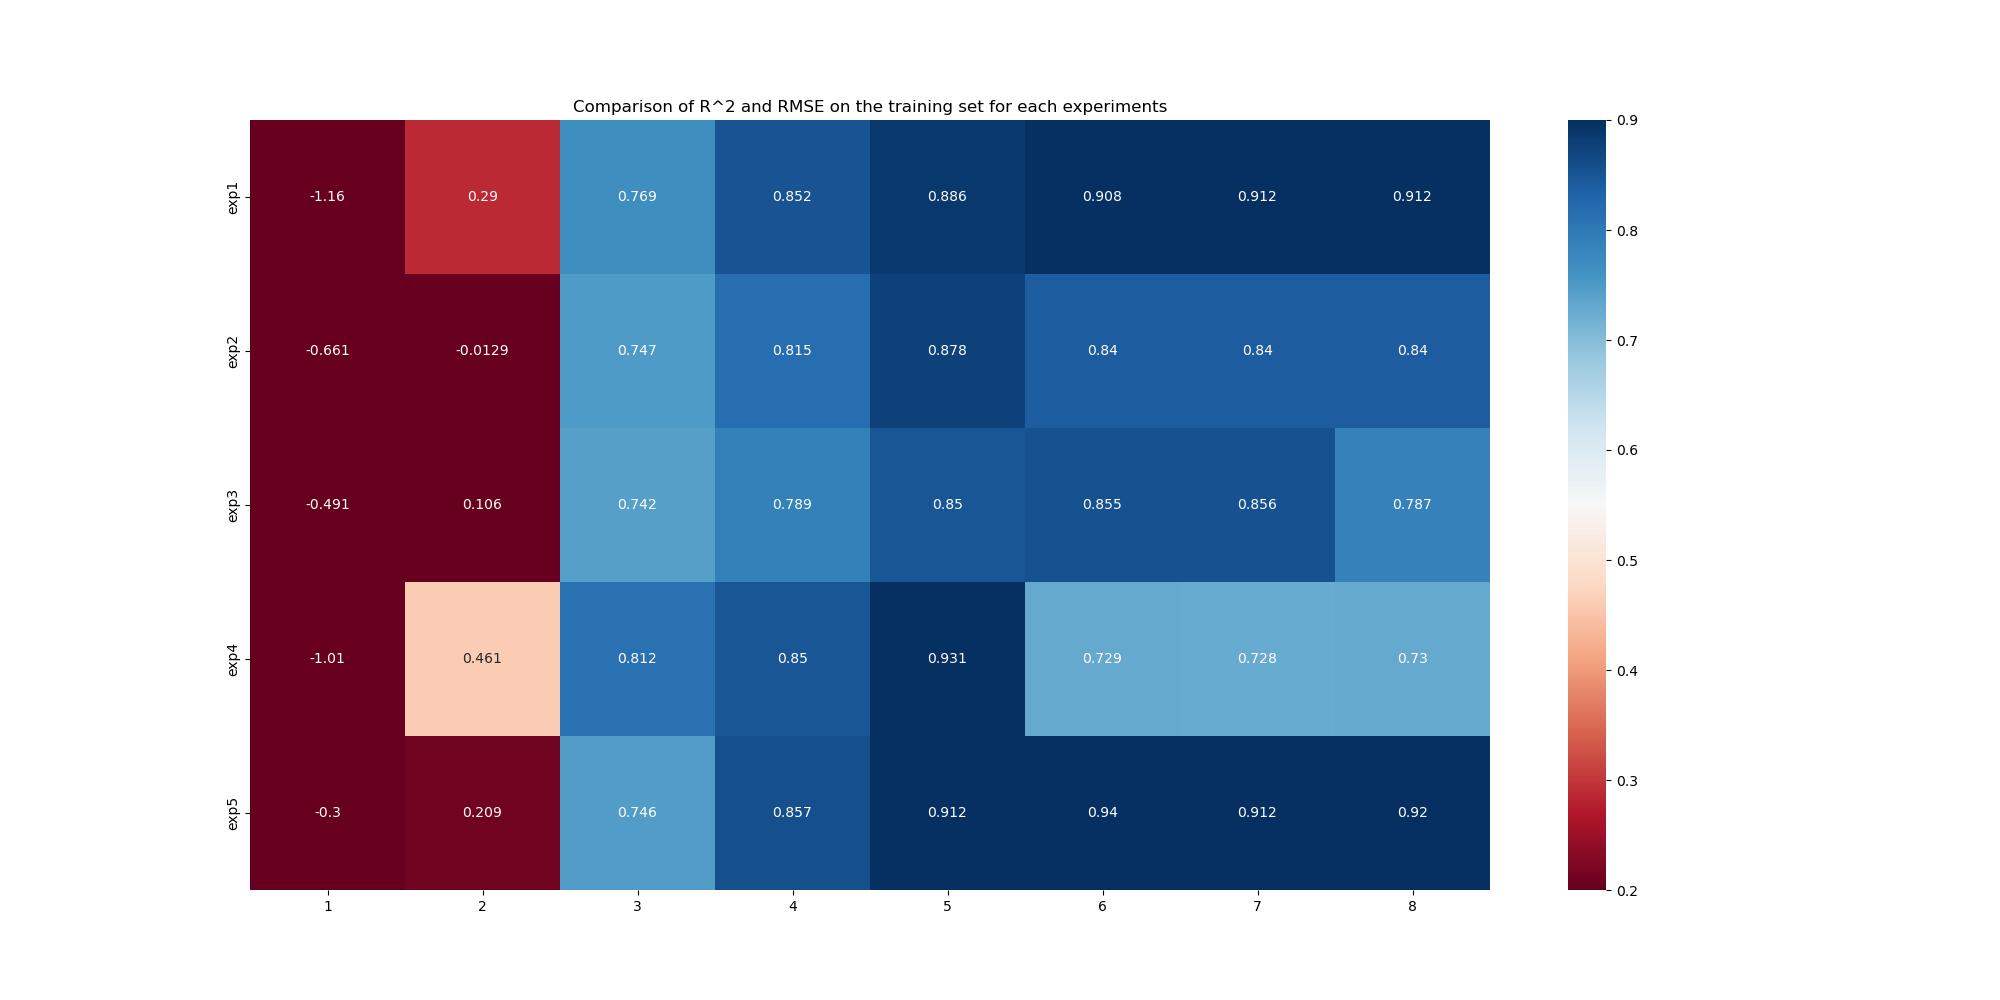 Comparison of R^2 and RMSE on the training set for each experiments
exp1 -1.16 0.29 0.769 0.852 0.886 0.908 0.912 0.912
exp2 -0.661 -0.0129 0.747 0.815 0.878 0.84 0.84 0.84
exp3 -0.491 0.106 0.742 0.789 0.85 0.855 0.856 0.787
exp4 -1.01 0.461 0.812 0.85 0.931 0.729 0.728 0.73
exp5 -0.3 0.209 0.746 0.857 0.912 0.94 0.912 0.92
1 2 3 4 5 6 7 8
0.9
0.8
0.7
0.6
0.5
0.4
0.3
0.2